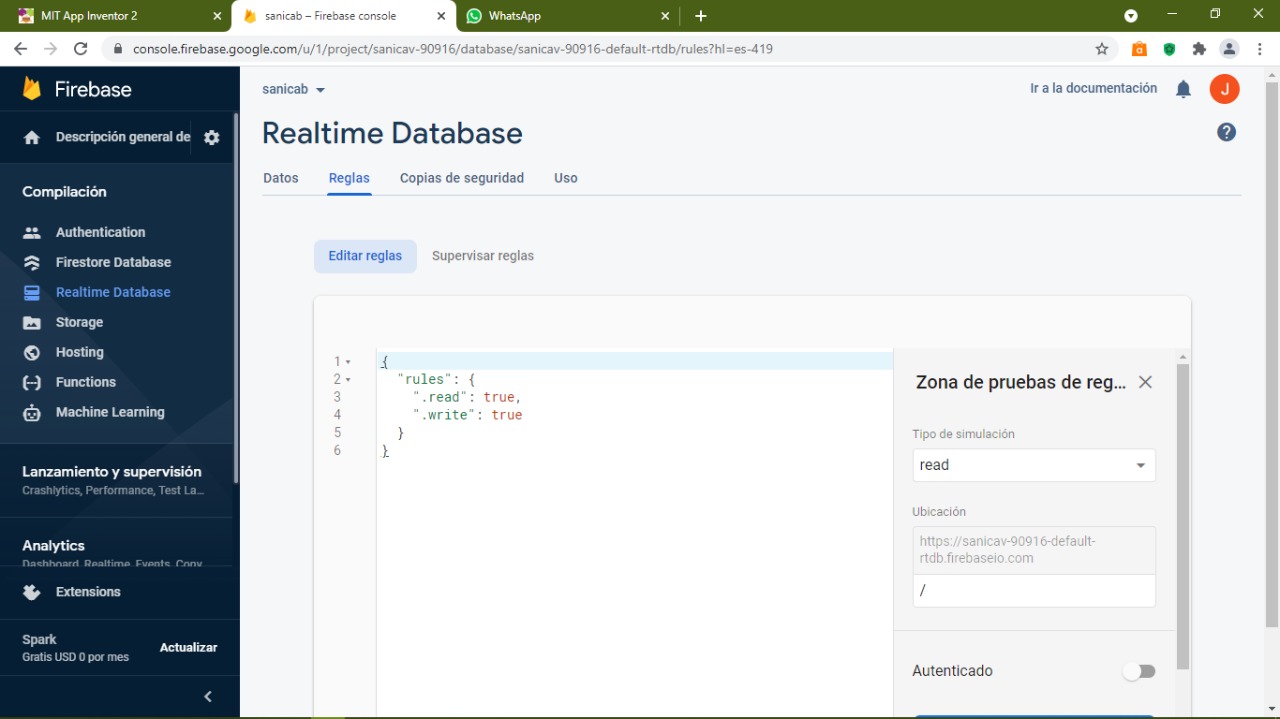 MIT App Inventor 2
sanicab – Firebase console
WhatsApp
console.firebase.google.com/u/1/project/sanicav-90916/database/sanicav-90916-default-rtdb/rules?hl=es-419
Firebase
sanicab
Ir a la documentación
J
Descripción general de
Realtime Database
?
Datos
Reglas
Copias de seguridad
Uso
Compilación
Authentication
Firestore Database
Realtime Database
Storage
Hosting
Functions
Machine Learning
Lanzamiento y supervisión
Crashlytics, Performance, Test La...
Analytics
Dashboard, Realtime, Events, Conv...
Extensions
Spark
Gratis USD 0 por mes
Actualizar
Editar reglas
Supervisar reglas
1 {
2 "rules": {
3 ".read": true,
4 ".write": true
5 }
6 }
Zona de pruebas de reg...
Tipo de simulación
read
Ubicación
https://sanicav-90916-default-
rtdb.firebaseio.com
/
Autenticado